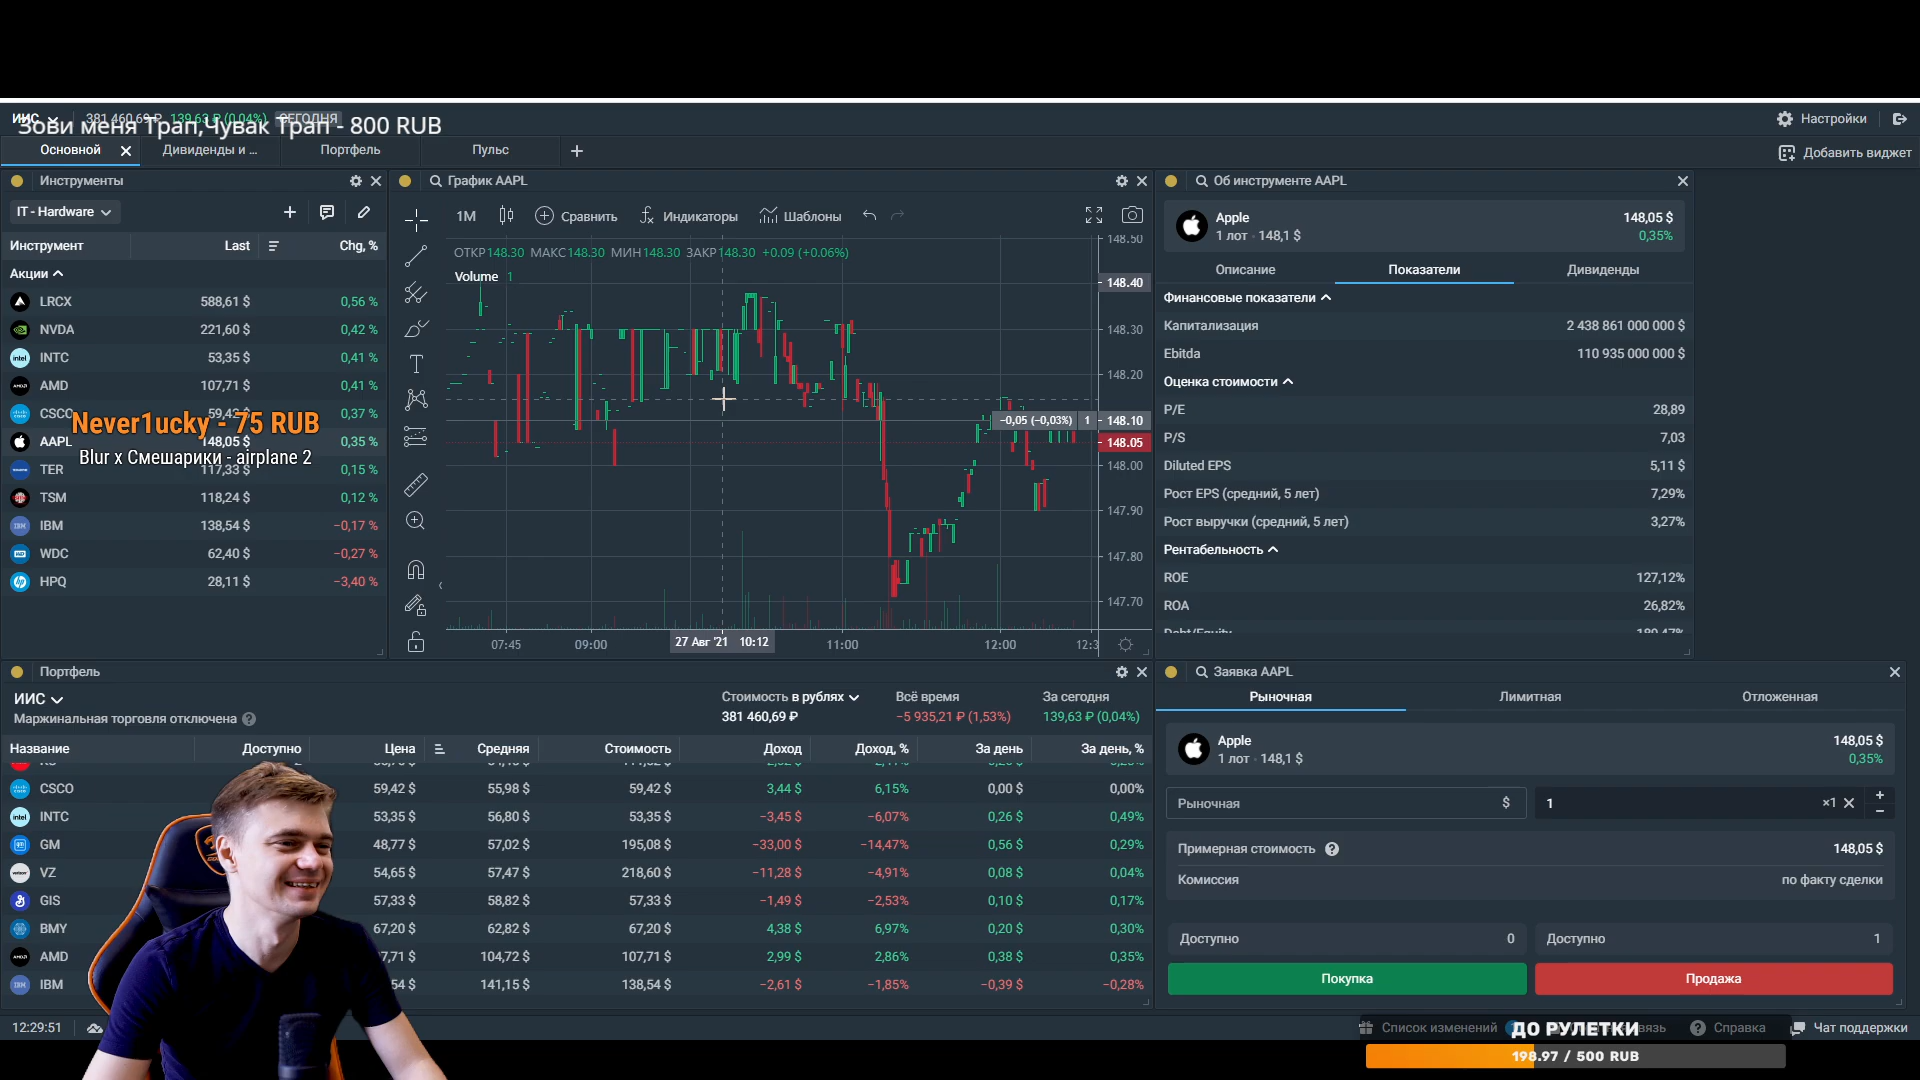 ИИС 381 460,69 ₽ 139,63 ₽ (0,04%) СЕГОДНЯ
Зови меня Трап,Чувак Трап - 800 RUB
Настройки
Основной
Дивиденды и ...
Портфель
Пульс
Добавить виджет
Инструменты
IT - Hardware
Инструмент Last Chg, %
Акции
LRCX 588,61 $ 0,56 %
NVDA 221,60 $ 0,42 %
INTC 53,35 $ 0,41 %
AMD 107,71 $ 0,41 %
CSCO 59,42 $ 0,37 %
Never1ucky - 75 RUB
AAPL 148,05 $ 0,35 %
Blur x Смешарики - airplane 2
TER 117,33 $ 0,15 %
TSM 118,24 $ 0,12 %
IBM 138,54 $ −0,17 %
WDC 62,40 $ −0,27 %
HPQ 28,11 $ −3,40 %
График AAPL
1М Сравнить Индикаторы Шаблоны
ОТКР148.30 МАКС148.30 МИН148.30 ЗАКР148.30 +0.09 (+0.06%)
Volume 1
148.50
148.40
148.30
148.20
−0,05 (−0,03%) 1 148.10
148.05
148.00
147.90
147.80
147.70
07:45 09:00 27 Авг '21 10:12 11:00 12:00 12:3
Об инструменте AAPL
Apple 148,05 $
1 лот · 148,1 $ 0,35%
Описание Показатели Дивиденды
Финансовые показатели
Капитализация 2 438 861 000 000 $
Ebitda 110 935 000 000 $
Оценка стоимости
P/E 28,89
P/S 7,03
Diluted EPS 5,11 $
Рост EPS (средний, 5 лет) 7,29%
Рост выручки (средний, 5 лет) 3,27%
Рентабельность
ROE 127,12%
ROA 26,82%
Debt/Equity 189,47%
Портфель
ИИС
Маржинальная торговля отключена
Стоимость в рублях Всё время За сегодня
381 460,69 ₽ −5 935,21 ₽ (1,53%) 139,63 ₽ (0,04%)
Название Доступно Цена Средняя Стоимость Доход Доход, % За день За день, %
CSCO 59,42 $ 55,98 $ 59,42 $ 3,44 $ 6,15% 0,00 $ 0,00%
INTC 53,35 $ 56,80 $ 53,35 $ −3,45 $ −6,07% 0,26 $ 0,49%
GM 48,77 $ 57,02 $ 195,08 $ −33,00 $ −14,47% 0,56 $ 0,29%
VZ 54,65 $ 57,47 $ 218,60 $ −11,28 $ −4,91% 0,08 $ 0,04%
GIS 57,33 $ 58,82 $ 57,33 $ −1,49 $ −2,53% 0,10 $ 0,17%
BMY 67,20 $ 62,82 $ 67,20 $ 4,38 $ 6,97% 0,20 $ 0,30%
AMD 7,71 $ 104,72 $ 107,71 $ 2,99 $ 2,86% 0,38 $ 0,35%
IBM 54 $ 141,15 $ 138,54 $ −2,61 $ −1,85% −0,39 $ −0,28%
Заявка AAPL
Рыночная Лимитная Отложенная
Apple 148,05 $
1 лот · 148,1 $ 0,35%
Рыночная $ 1 ×1
Примерная стоимость 148,05 $
Комиссия по факту сделки
Доступно 0 Доступно 1
Покупка Продажа
12:29:51
Список изменений
ДО РУЛЕТКИ
Справка
Чат поддержки
198.97 / 500 RUB